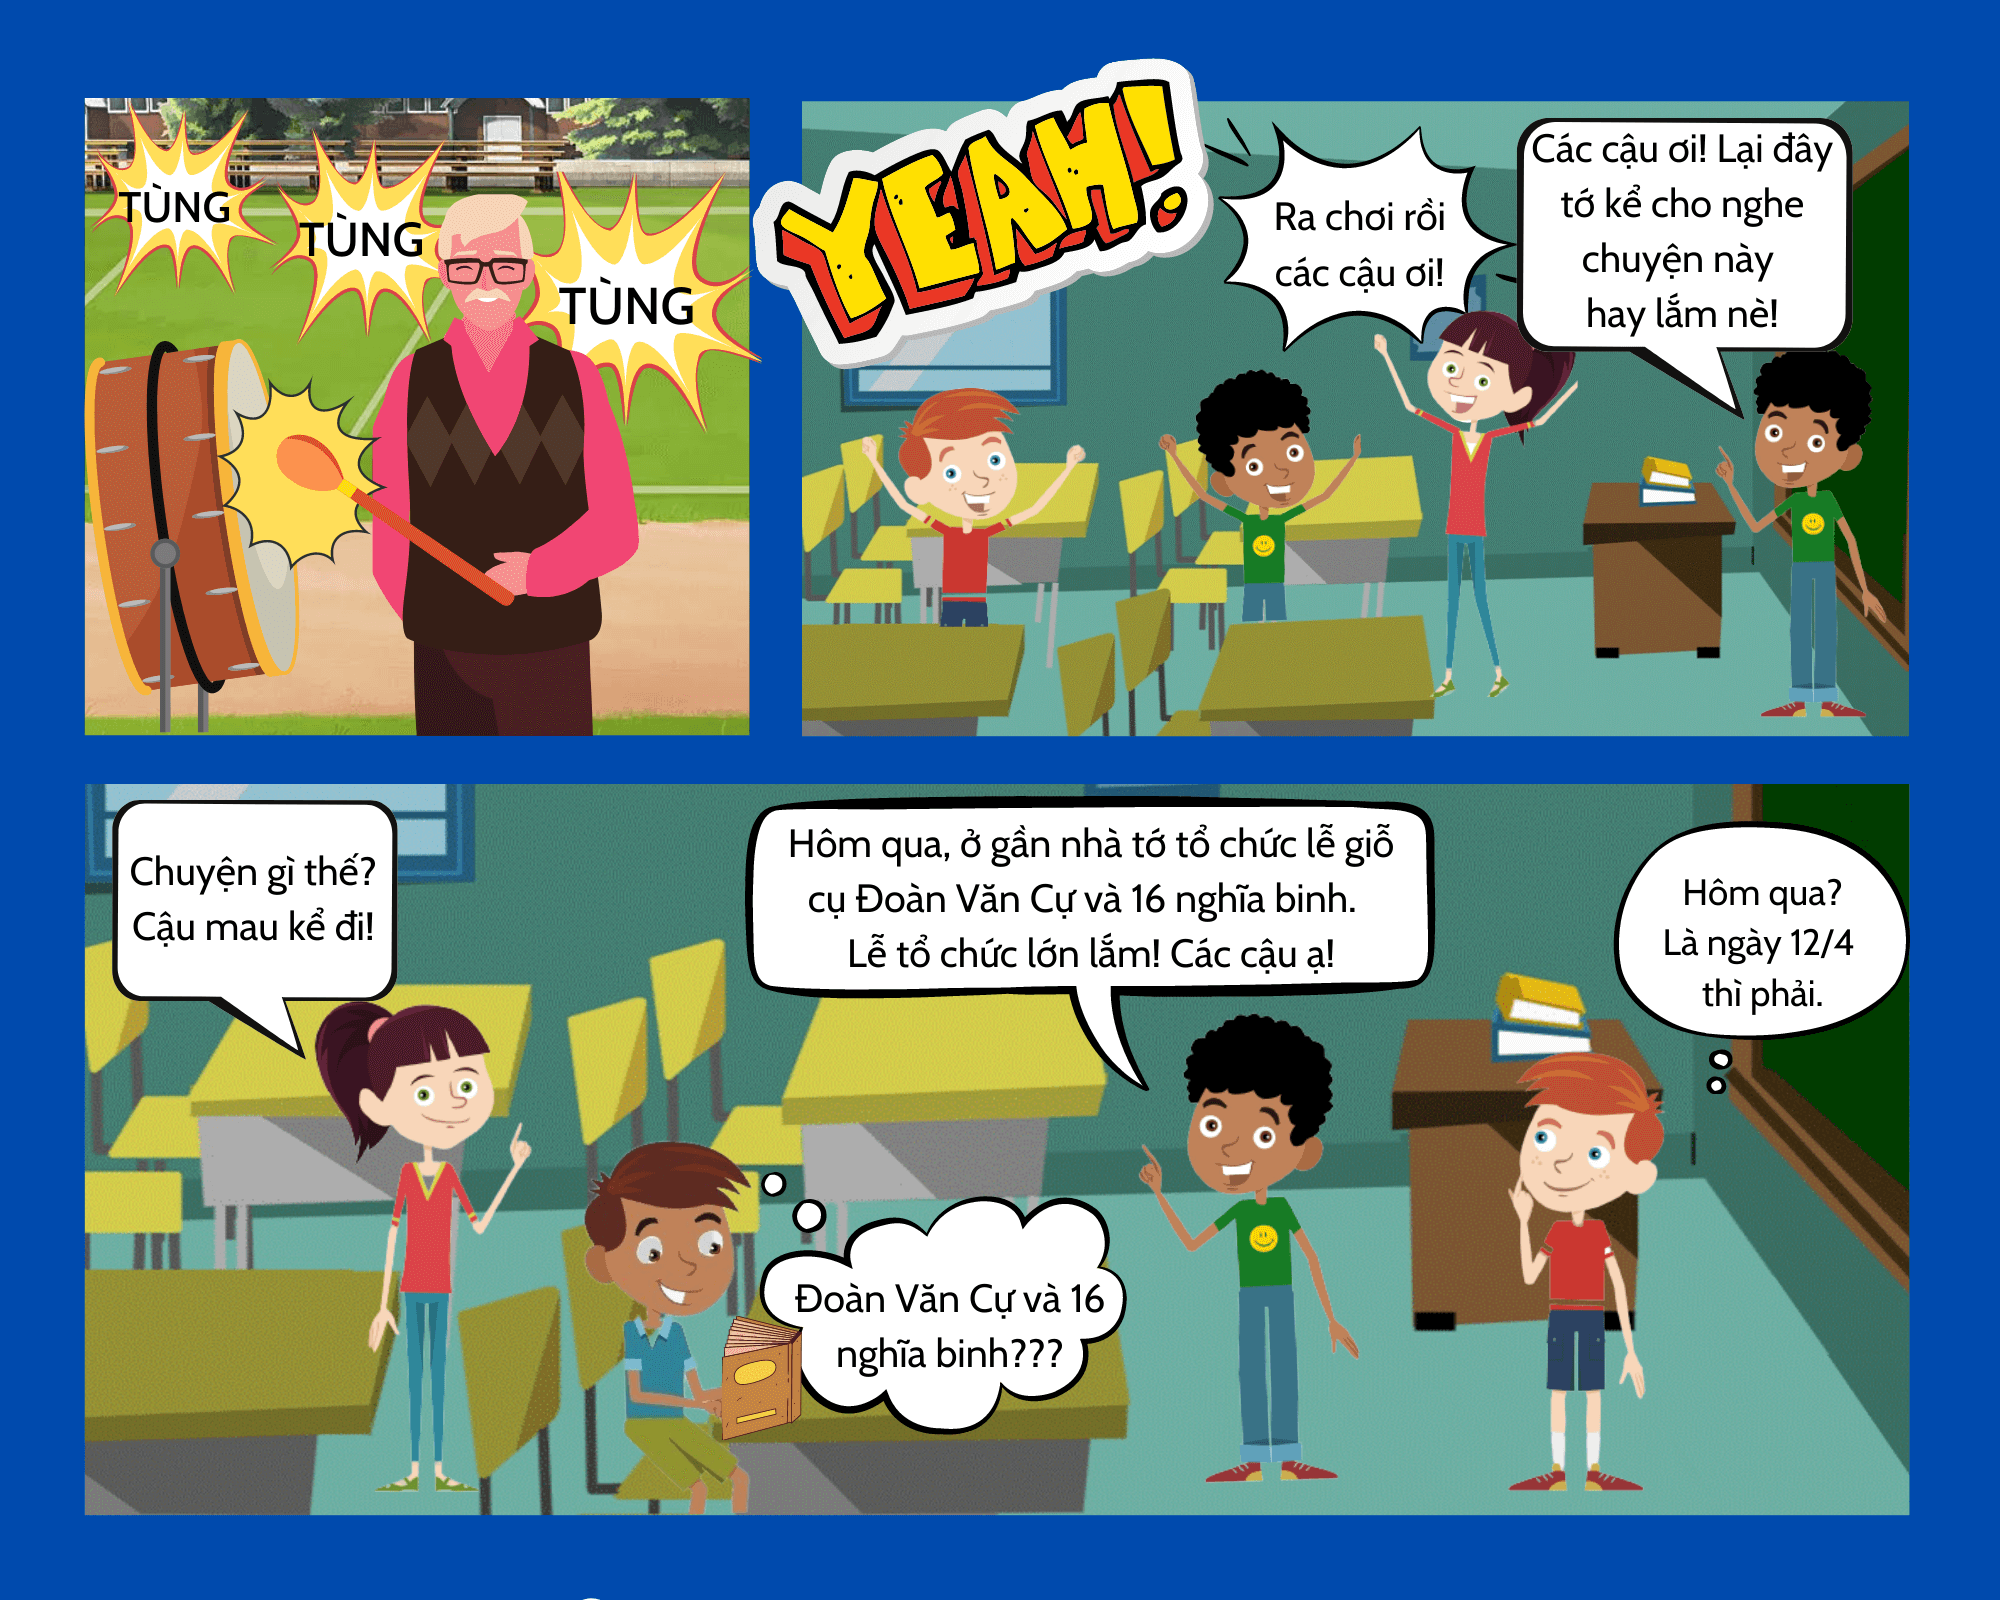 TÙNG
TÙNG
TÙNG
YEAH!
Ra chơi rồi
các cậu ơi!
Các cậu ơi! Lại đây
tớ kể cho nghe
chuyện này
hay lắm nè!
Chuyện gì thế?
Cậu mau kể đi!
Hôm qua, ở gần nhà tớ tổ chức lễ giỗ
cụ Đoàn Văn Cự và 16 nghĩa binh.
Lễ tổ chức lớn lắm! Các cậu ạ!
Hôm qua?
Là ngày 12/4
thì phải.
Đoàn Văn Cự và 16
nghĩa binh???